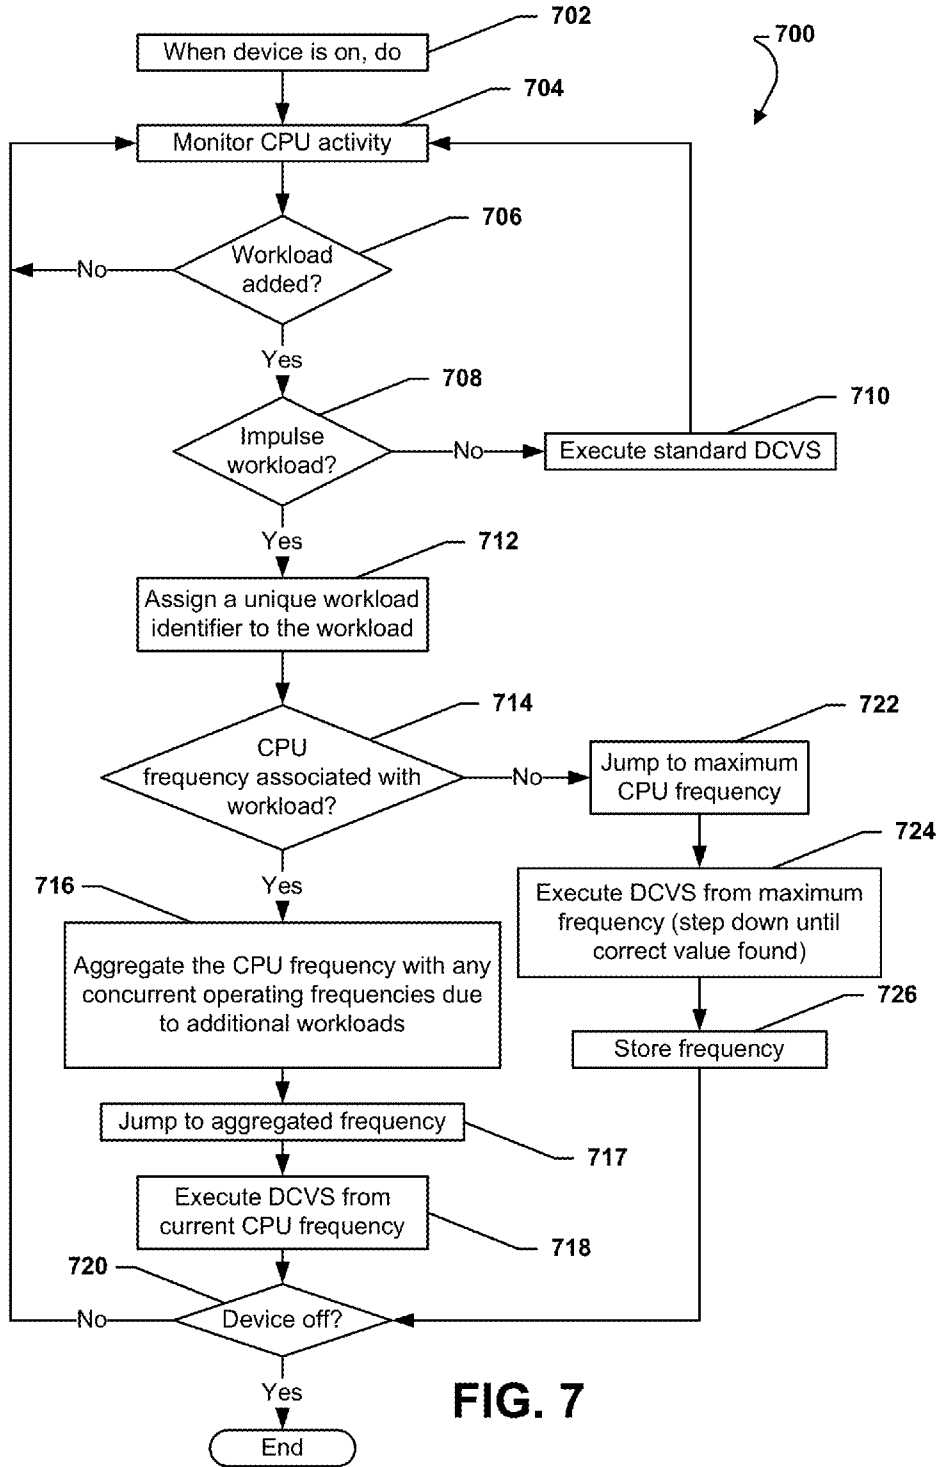 702
When device is on, do
700
704
Monitor CPU activity
706
Workload
added?
No
Yes
708
Impulse
workload?
No
710
Execute standard DCVS
Yes
712
Assign a unique workload
identifier to the workload
714
CPU
frequency associated with
workload?
No
722
Jump to maximum
CPU frequency
724
Execute DCVS from maximum
frequency (step down until
correct value found)
726
Store frequency
Yes
716
Aggregate the CPU frequency with any
concurrent operating frequencies due
to additional workloads
Jump to aggregated frequency
717
Execute DCVS from
current CPU frequency
718
720
Device off?
No
Yes
End
FIG. 7